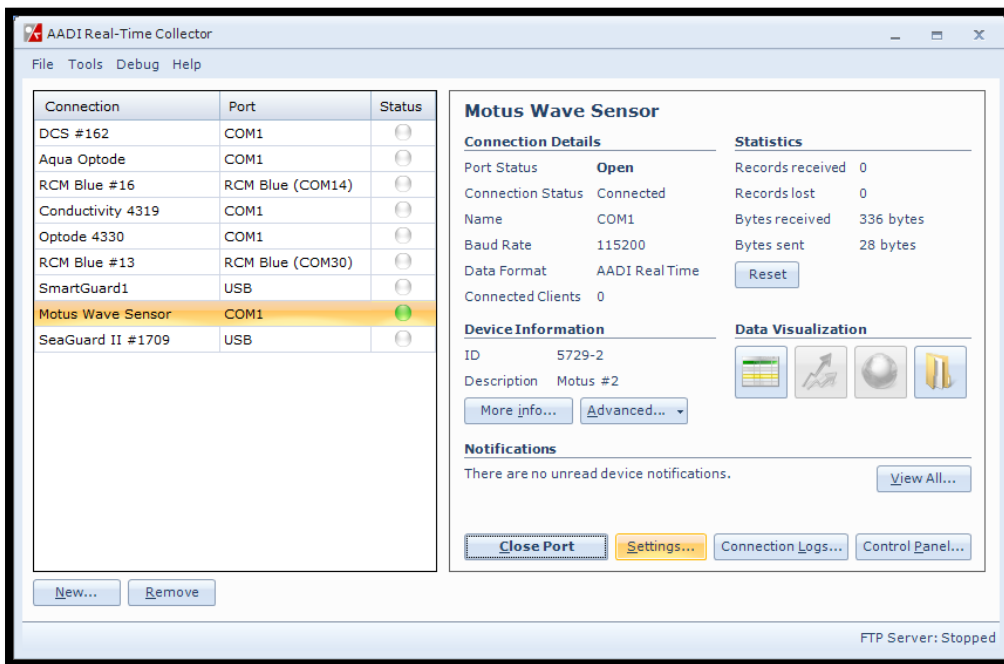 AADI Real-Time Collector
File Tools Debug Help
Connection Port Status
DCS #162 COM1
Aqua Optode COM1
RCM Blue #16 RCM Blue (COM14)
Conductivity 4319 COM1
Optode 4330 COM1
RCM Blue #13 RCM Blue (COM30)
SmartGuard1 USB
Motus Wave Sensor COM1
SeaGuard II #1709 USB
New... Remove
Motus Wave Sensor
Connection Details
Port Status Open
Connection Status Connected
Name COM1
Baud Rate 115200
Data Format AADI Real Time
Connected Clients 0
Statistics
Records received 0
Records lost 0
Bytes received 336 bytes
Bytes sent 28 bytes
Reset
Device Information
ID 5729-2
Description Motus #2
More info... Advanced...
Data Visualization
Notifications
There are no unread device notifications.
View All...
Close Port Settings... Connection Logs... Control Panel...
FTP Server: Stopped